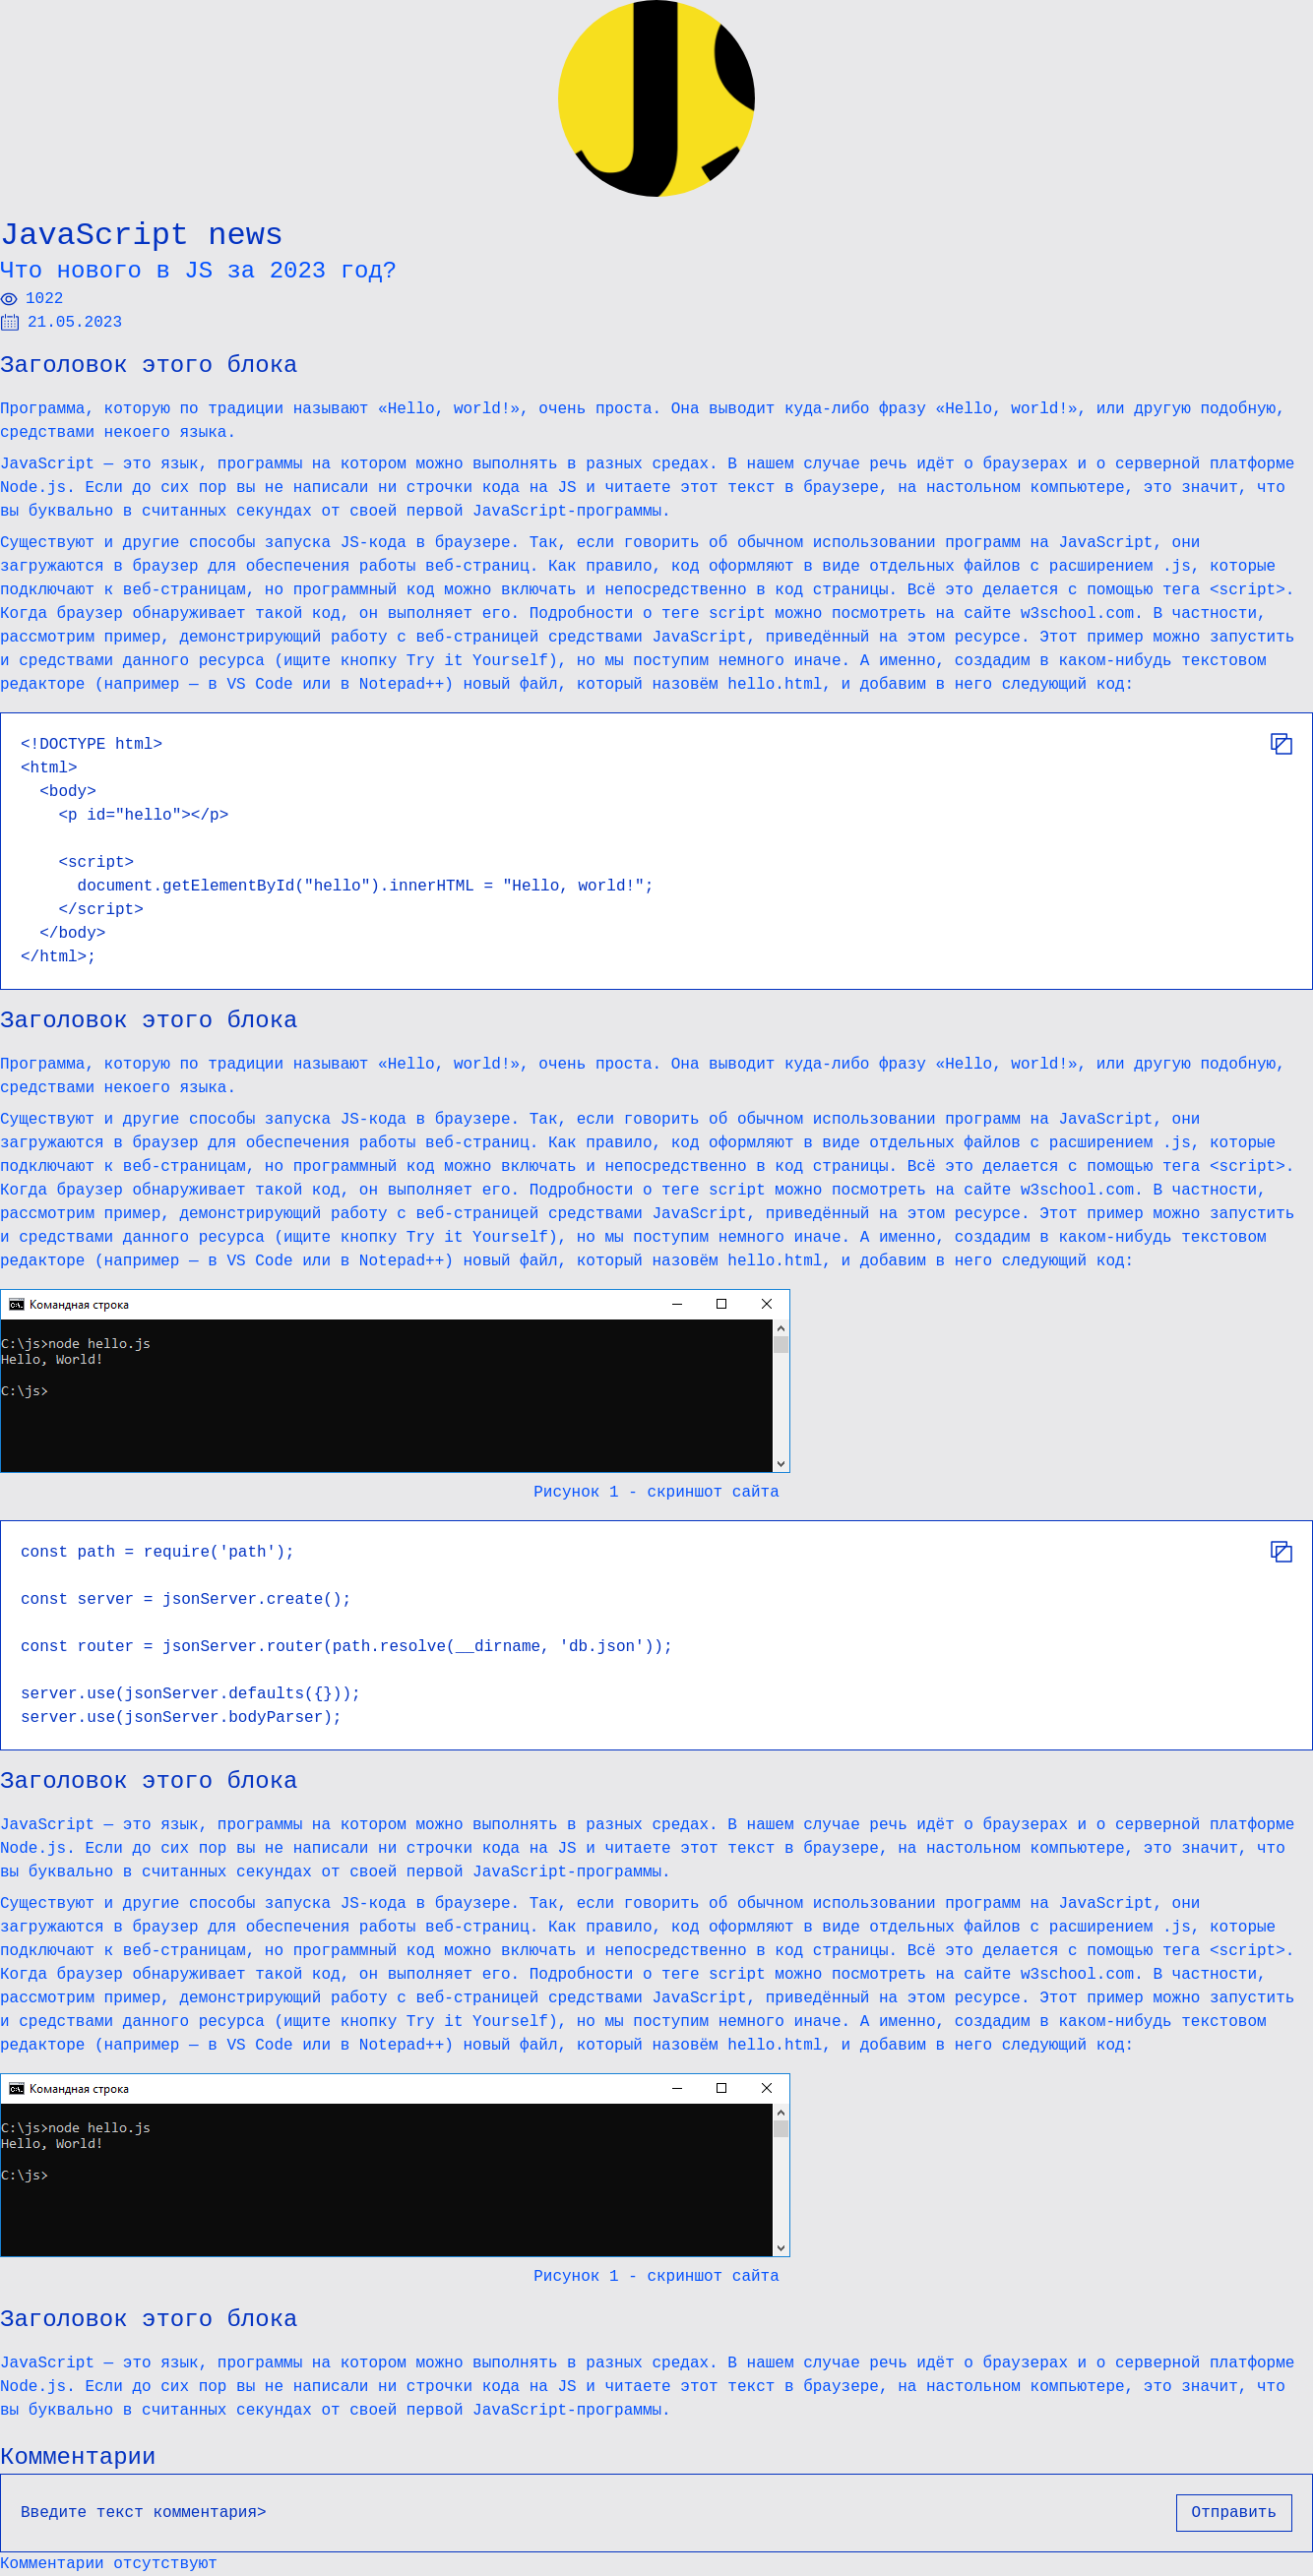 JS
JavaScript news
Что нового в JS за 2023 год?
1022
21.05.2023
Заголовок этого блока
Программа, которую по традиции называют «Hello, world!», очень проста. Она выводит куда-либо фразу «Hello, world!», или другую подобную,
средствами некоего языка.
JavaScript — это язык, программы на котором можно выполнять в разных средах. В нашем случае речь идёт о браузерах и о серверной платформе
Node.js. Если до сих пор вы не написали ни строчки кода на JS и читаете этот текст в браузере, на настольном компьютере, это значит, что
вы буквально в считанных секундах от своей первой JavaScript-программы.
Существуют и другие способы запуска JS-кода в браузере. Так, если говорить об обычном использовании программ на JavaScript, они
загружаются в браузер для обеспечения работы веб-страниц. Как правило, код оформляют в виде отдельных файлов с расширением .js, которые
подключают к веб-страницам, но программный код можно включать и непосредственно в код страницы. Всё это делается с помощью тега <script>.
Когда браузер обнаруживает такой код, он выполняет его. Подробности о теге script можно посмотреть на сайте w3school.com. В частности,
рассмотрим пример, демонстрирующий работу с веб-страницей средствами JavaScript, приведённый на этом ресурсе. Этот пример можно запустить
и средствами данного ресурса (ищите кнопку Try it Yourself), но мы поступим немного иначе. А именно, создадим в каком-нибудь текстовом
редакторе (например — в VS Code или в Notepad++) новый файл, который назовём hello.html, и добавим в него следующий код:
<!DOCTYPE html>
<html>
  <body>
    <p id="hello"></p>

    <script>
      document.getElementById("hello").innerHTML = "Hello, world!";
    </script>
  </body>
</html>;
Заголовок этого блока
Программа, которую по традиции называют «Hello, world!», очень проста. Она выводит куда-либо фразу «Hello, world!», или другую подобную,
средствами некоего языка.
Существуют и другие способы запуска JS-кода в браузере. Так, если говорить об обычном использовании программ на JavaScript, они
загружаются в браузер для обеспечения работы веб-страниц. Как правило, код оформляют в виде отдельных файлов с расширением .js, которые
подключают к веб-страницам, но программный код можно включать и непосредственно в код страницы. Всё это делается с помощью тега <script>.
Когда браузер обнаруживает такой код, он выполняет его. Подробности о теге script можно посмотреть на сайте w3school.com. В частности,
рассмотрим пример, демонстрирующий работу с веб-страницей средствами JavaScript, приведённый на этом ресурсе. Этот пример можно запустить
и средствами данного ресурса (ищите кнопку Try it Yourself), но мы поступим немного иначе. А именно, создадим в каком-нибудь текстовом
редакторе (например — в VS Code или в Notepad++) новый файл, который назовём hello.html, и добавим в него следующий код:
Командная строка
C:\js>node hello.js
Hello, World!
C:\js>
Рисунок 1 - скриншот сайта
const path = require('path');

const server = jsonServer.create();

const router = jsonServer.router(path.resolve(__dirname, 'db.json'));

server.use(jsonServer.defaults({}));
server.use(jsonServer.bodyParser);
Заголовок этого блока
JavaScript — это язык, программы на котором можно выполнять в разных средах. В нашем случае речь идёт о браузерах и о серверной платформе
Node.js. Если до сих пор вы не написали ни строчки кода на JS и читаете этот текст в браузере, на настольном компьютере, это значит, что
вы буквально в считанных секундах от своей первой JavaScript-программы.
Существуют и другие способы запуска JS-кода в браузере. Так, если говорить об обычном использовании программ на JavaScript, они
загружаются в браузер для обеспечения работы веб-страниц. Как правило, код оформляют в виде отдельных файлов с расширением .js, которые
подключают к веб-страницам, но программный код можно включать и непосредственно в код страницы. Всё это делается с помощью тега <script>.
Когда браузер обнаруживает такой код, он выполняет его. Подробности о теге script можно посмотреть на сайте w3school.com. В частности,
рассмотрим пример, демонстрирующий работу с веб-страницей средствами JavaScript, приведённый на этом ресурсе. Этот пример можно запустить
и средствами данного ресурса (ищите кнопку Try it Yourself), но мы поступим немного иначе. А именно, создадим в каком-нибудь текстовом
редакторе (например — в VS Code или в Notepad++) новый файл, который назовём hello.html, и добавим в него следующий код:
Командная строка
C:\js>node hello.js
Hello, World!
C:\js>
Рисунок 1 - скриншот сайта
Заголовок этого блока
JavaScript — это язык, программы на котором можно выполнять в разных средах. В нашем случае речь идёт о браузерах и о серверной платформе
Node.js. Если до сих пор вы не написали ни строчки кода на JS и читаете этот текст в браузере, на настольном компьютере, это значит, что
вы буквально в считанных секундах от своей первой JavaScript-программы.
Комментарии
Введите текст комментария>
Отправить
Комментарии отсутствуют